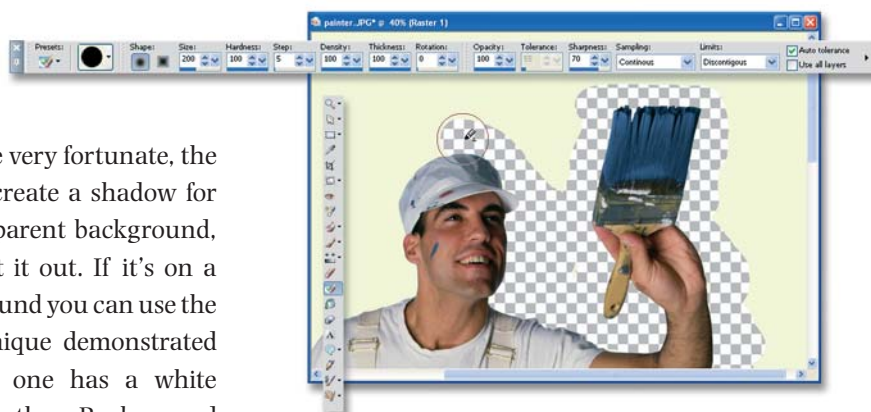 painter..JPG* @ 40% (Raster 1)
Presets: Shape: Size: Hardness: Step: Density: Thickness: Rotation: Opacity: Tolerance: Sharpness: Sampling: Limits:
200 100 5 100 100 0 100 70 Continous Discontigous
Auto tolerance
Use all layers
e very fortunate, the
create a shadow for
parent background,
t it out. If it's on a
und you can use the
nique demonstrated
one has a white